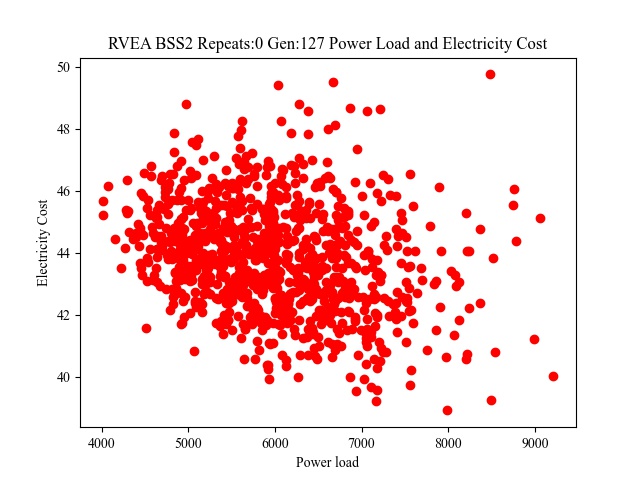 RVEA BSS2 Repeats:0 Gen:127 Power Load and Electricity Cost
50
48
46
44
42
40
Electricity Cost
4000 5000 6000 7000 8000 9000
Power load